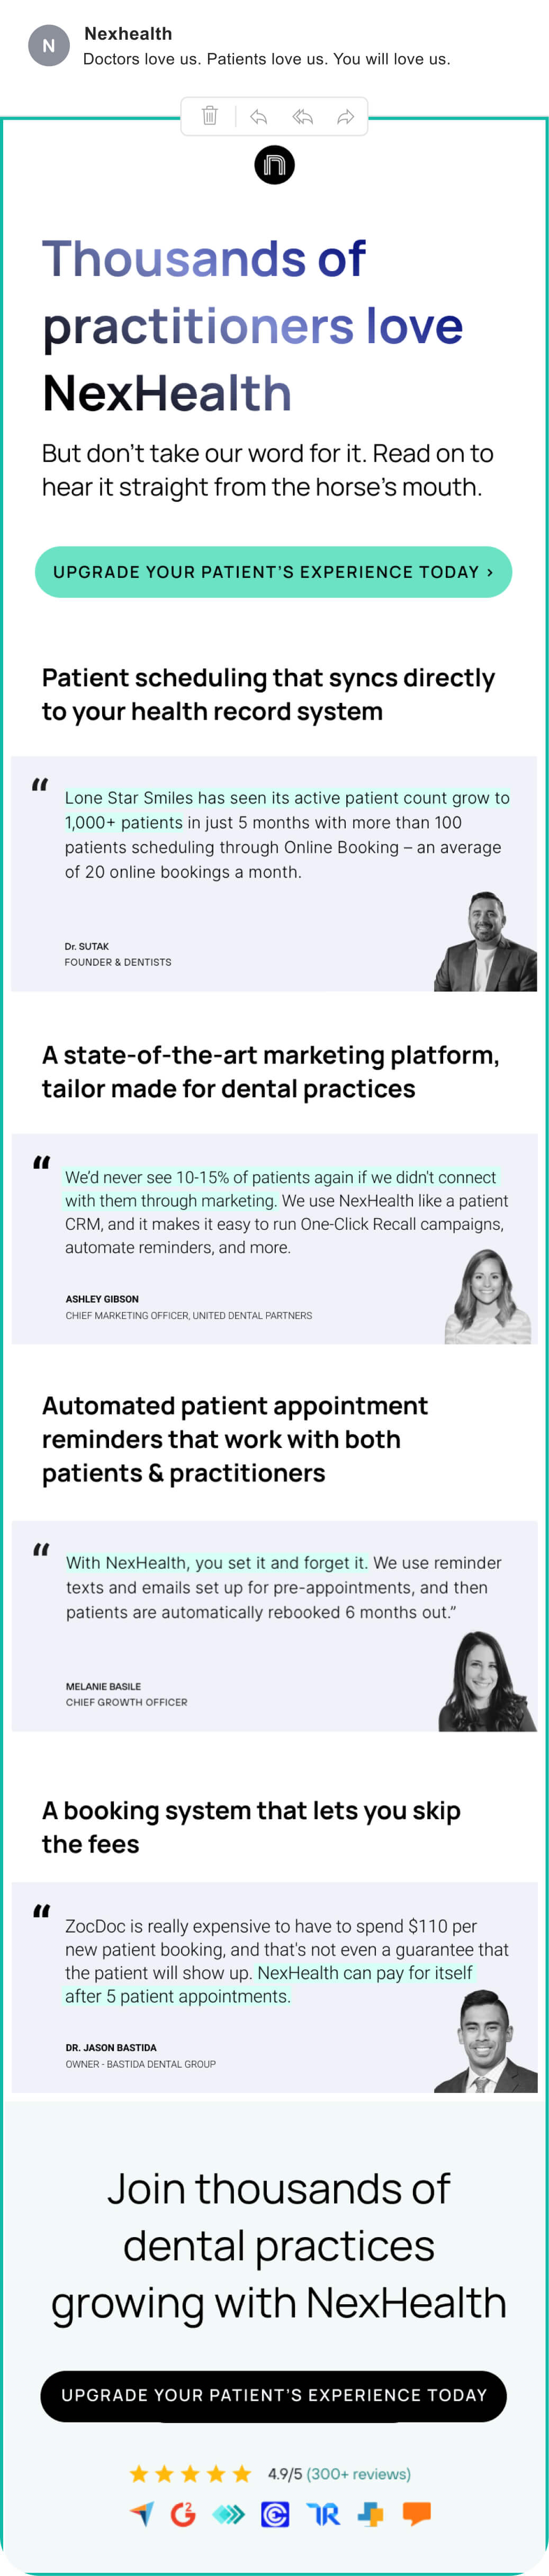 N
Nexhealth
Doctors love us. Patients love us. You will love us.
Thousands of
practitioners love
NexHealth
But don't take our word for it. Read on to
hear it straight from the horse's mouth.
UPGRADE YOUR PATIENT'S EXPERIENCE TODAY ›
Patient scheduling that syncs directly
to your health record system
“
Lone Star Smiles has seen its active patient count grow to
1,000+ patients in just 5 months with more than 100
patients scheduling through Online Booking – an average
of 20 online bookings a month.
Dr. SUTAK
FOUNDER & DENTISTS
A state-of-the-art marketing platform,
tailor made for dental practices
“
We'd never see 10-15% of patients again if we didn't connect
with them through marketing. We use NexHealth like a patient
CRM, and it makes it easy to run One-Click Recall campaigns,
automate reminders, and more.
ASHLEY GIBSON
CHIEF MARKETING OFFICER, UNITED DENTAL PARTNERS
Automated patient appointment
reminders that work with both
patients & practitioners
“
With NexHealth, you set it and forget it. We use reminder
texts and emails set up for pre-appointments, and then
patients are automatically rebooked 6 months out.”
MELANIE BASILE
CHIEF GROWTH OFFICER
A booking system that lets you skip
the fees
“
ZocDoc is really expensive to have to spend $110 per
new patient booking, and that's not even a guarantee that
the patient will show up. NexHealth can pay for itself
after 5 patient appointments.
DR. JASON BASTIDA
OWNER - BASTIDA DENTAL GROUP
Join thousands of
dental practices
growing with NexHealth
UPGRADE YOUR PATIENT'S EXPERIENCE TODAY
4.9/5 (300+ reviews)
G2 TR